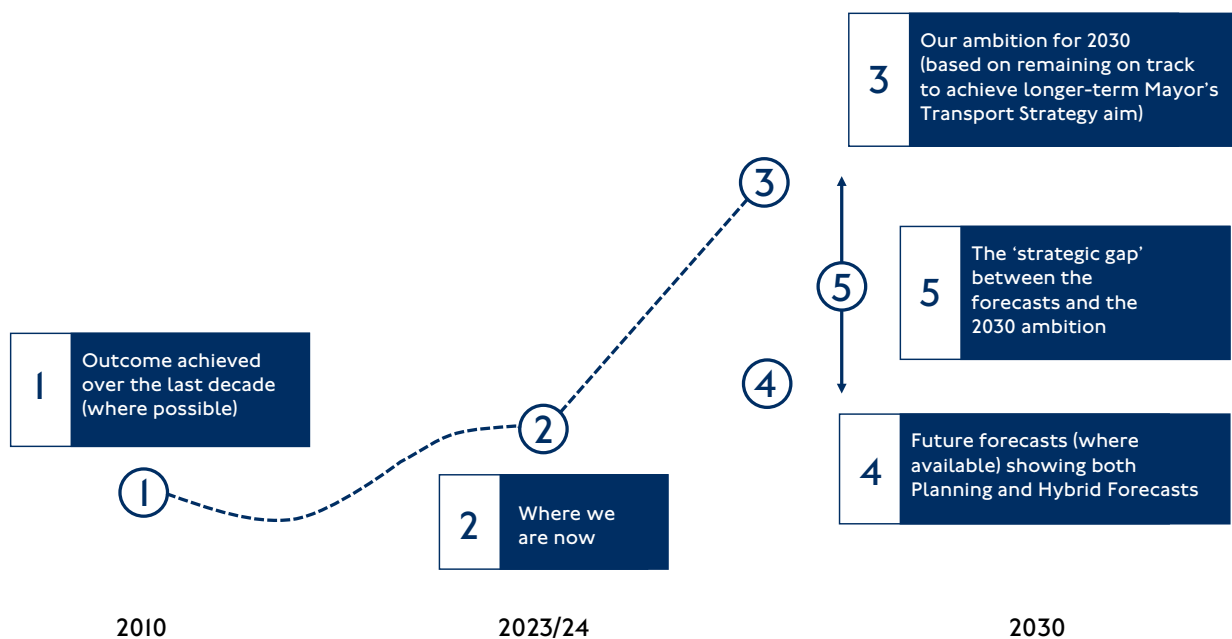 3
Our ambition for 2030
(based on remaining on track
to achieve longer-term Mayor’s
Transport Strategy aim)
3
5
5
The ‘strategic gap’
between the
forecasts and the
2030 ambition
1
Outcome achieved
over the last decade
(where possible)
4
2
4
Future forecasts (where
available) showing both
Planning and Hybrid Forecasts
1
2
Where we
are now
2010
2023/24
2030